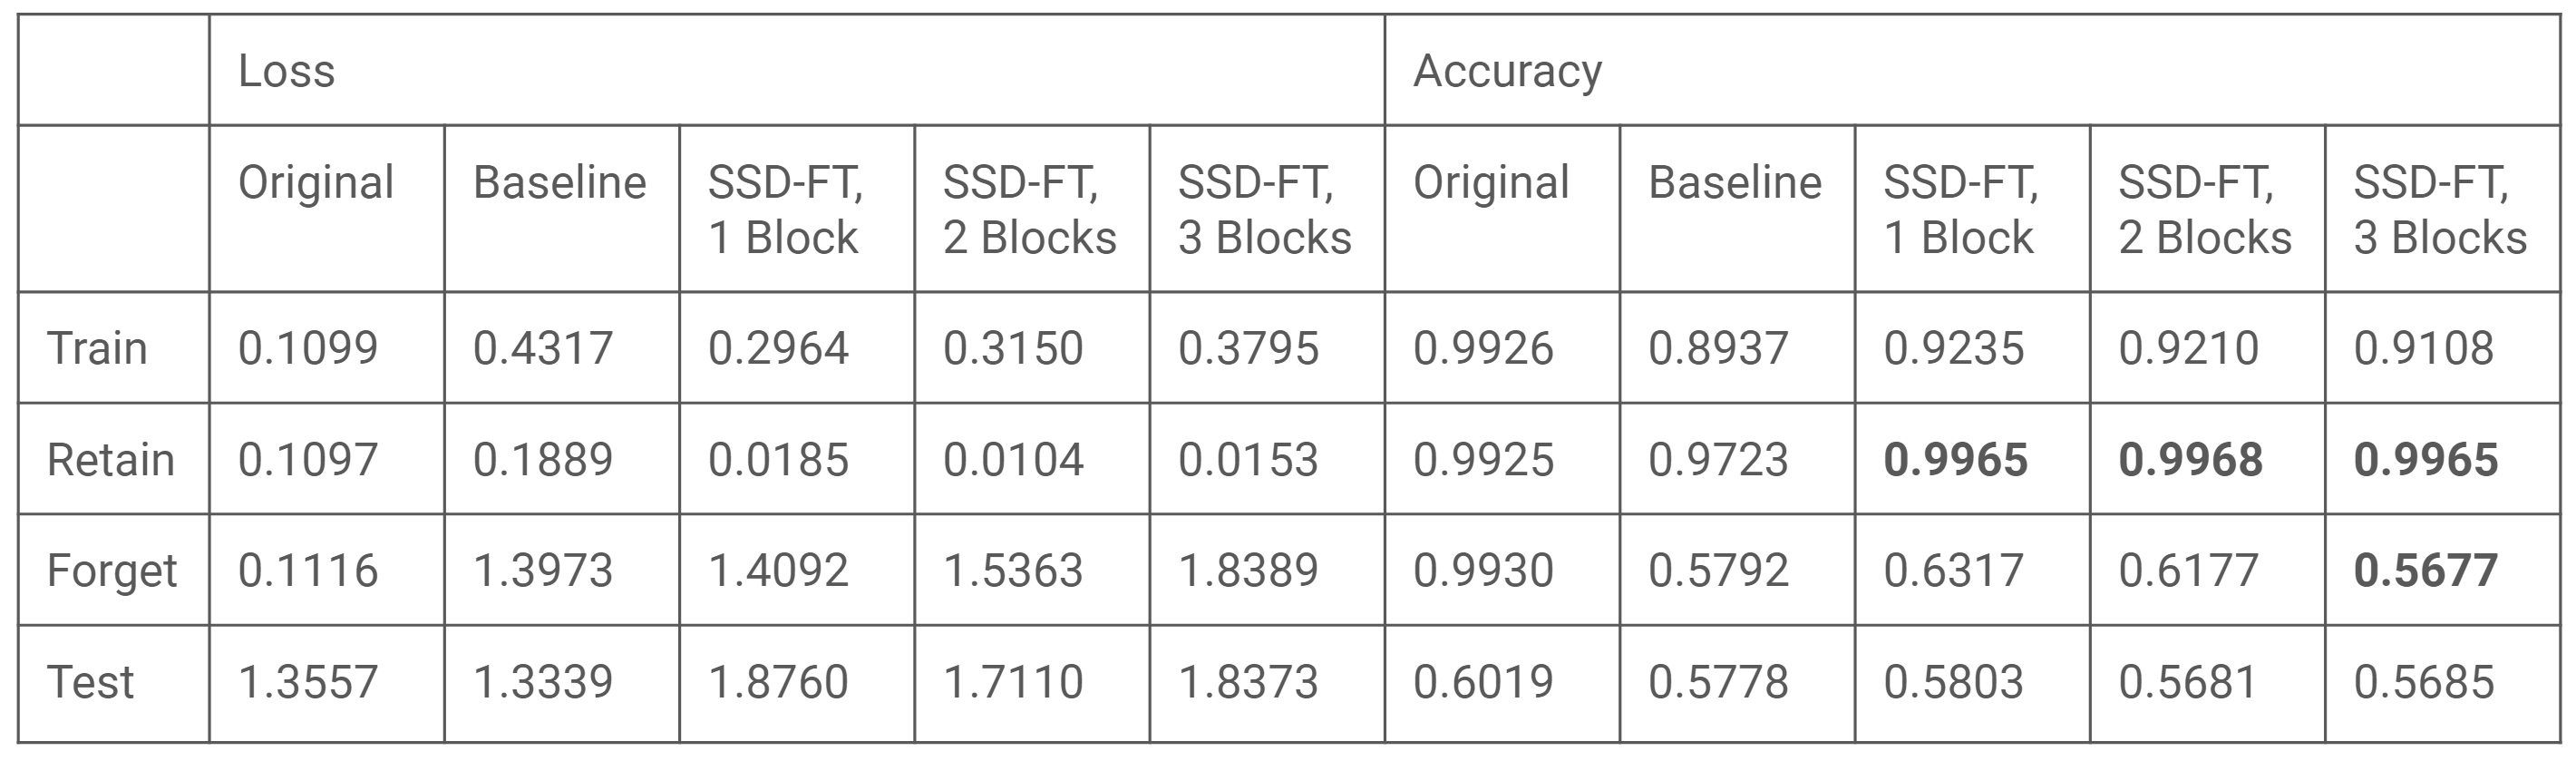 Loss Accuracy
Original Baseline SSD-FT, 1 Block SSD-FT, 2 Blocks SSD-FT, 3 Blocks Original Baseline SSD-FT, 1 Block SSD-FT, 2 Blocks SSD-FT, 3 Blocks
Train 0.1099 0.4317 0.2964 0.3150 0.3795 0.9926 0.8937 0.9235 0.9210 0.9108
Retain 0.1097 0.1889 0.0185 0.0104 0.0153 0.9925 0.9723 0.9965 0.9968 0.9965
Forget 0.1116 1.3973 1.4092 1.5363 1.8389 0.9930 0.5792 0.6317 0.6177 0.5677
Test 1.3557 1.3339 1.8760 1.7110 1.8373 0.6019 0.5778 0.5803 0.5681 0.5685